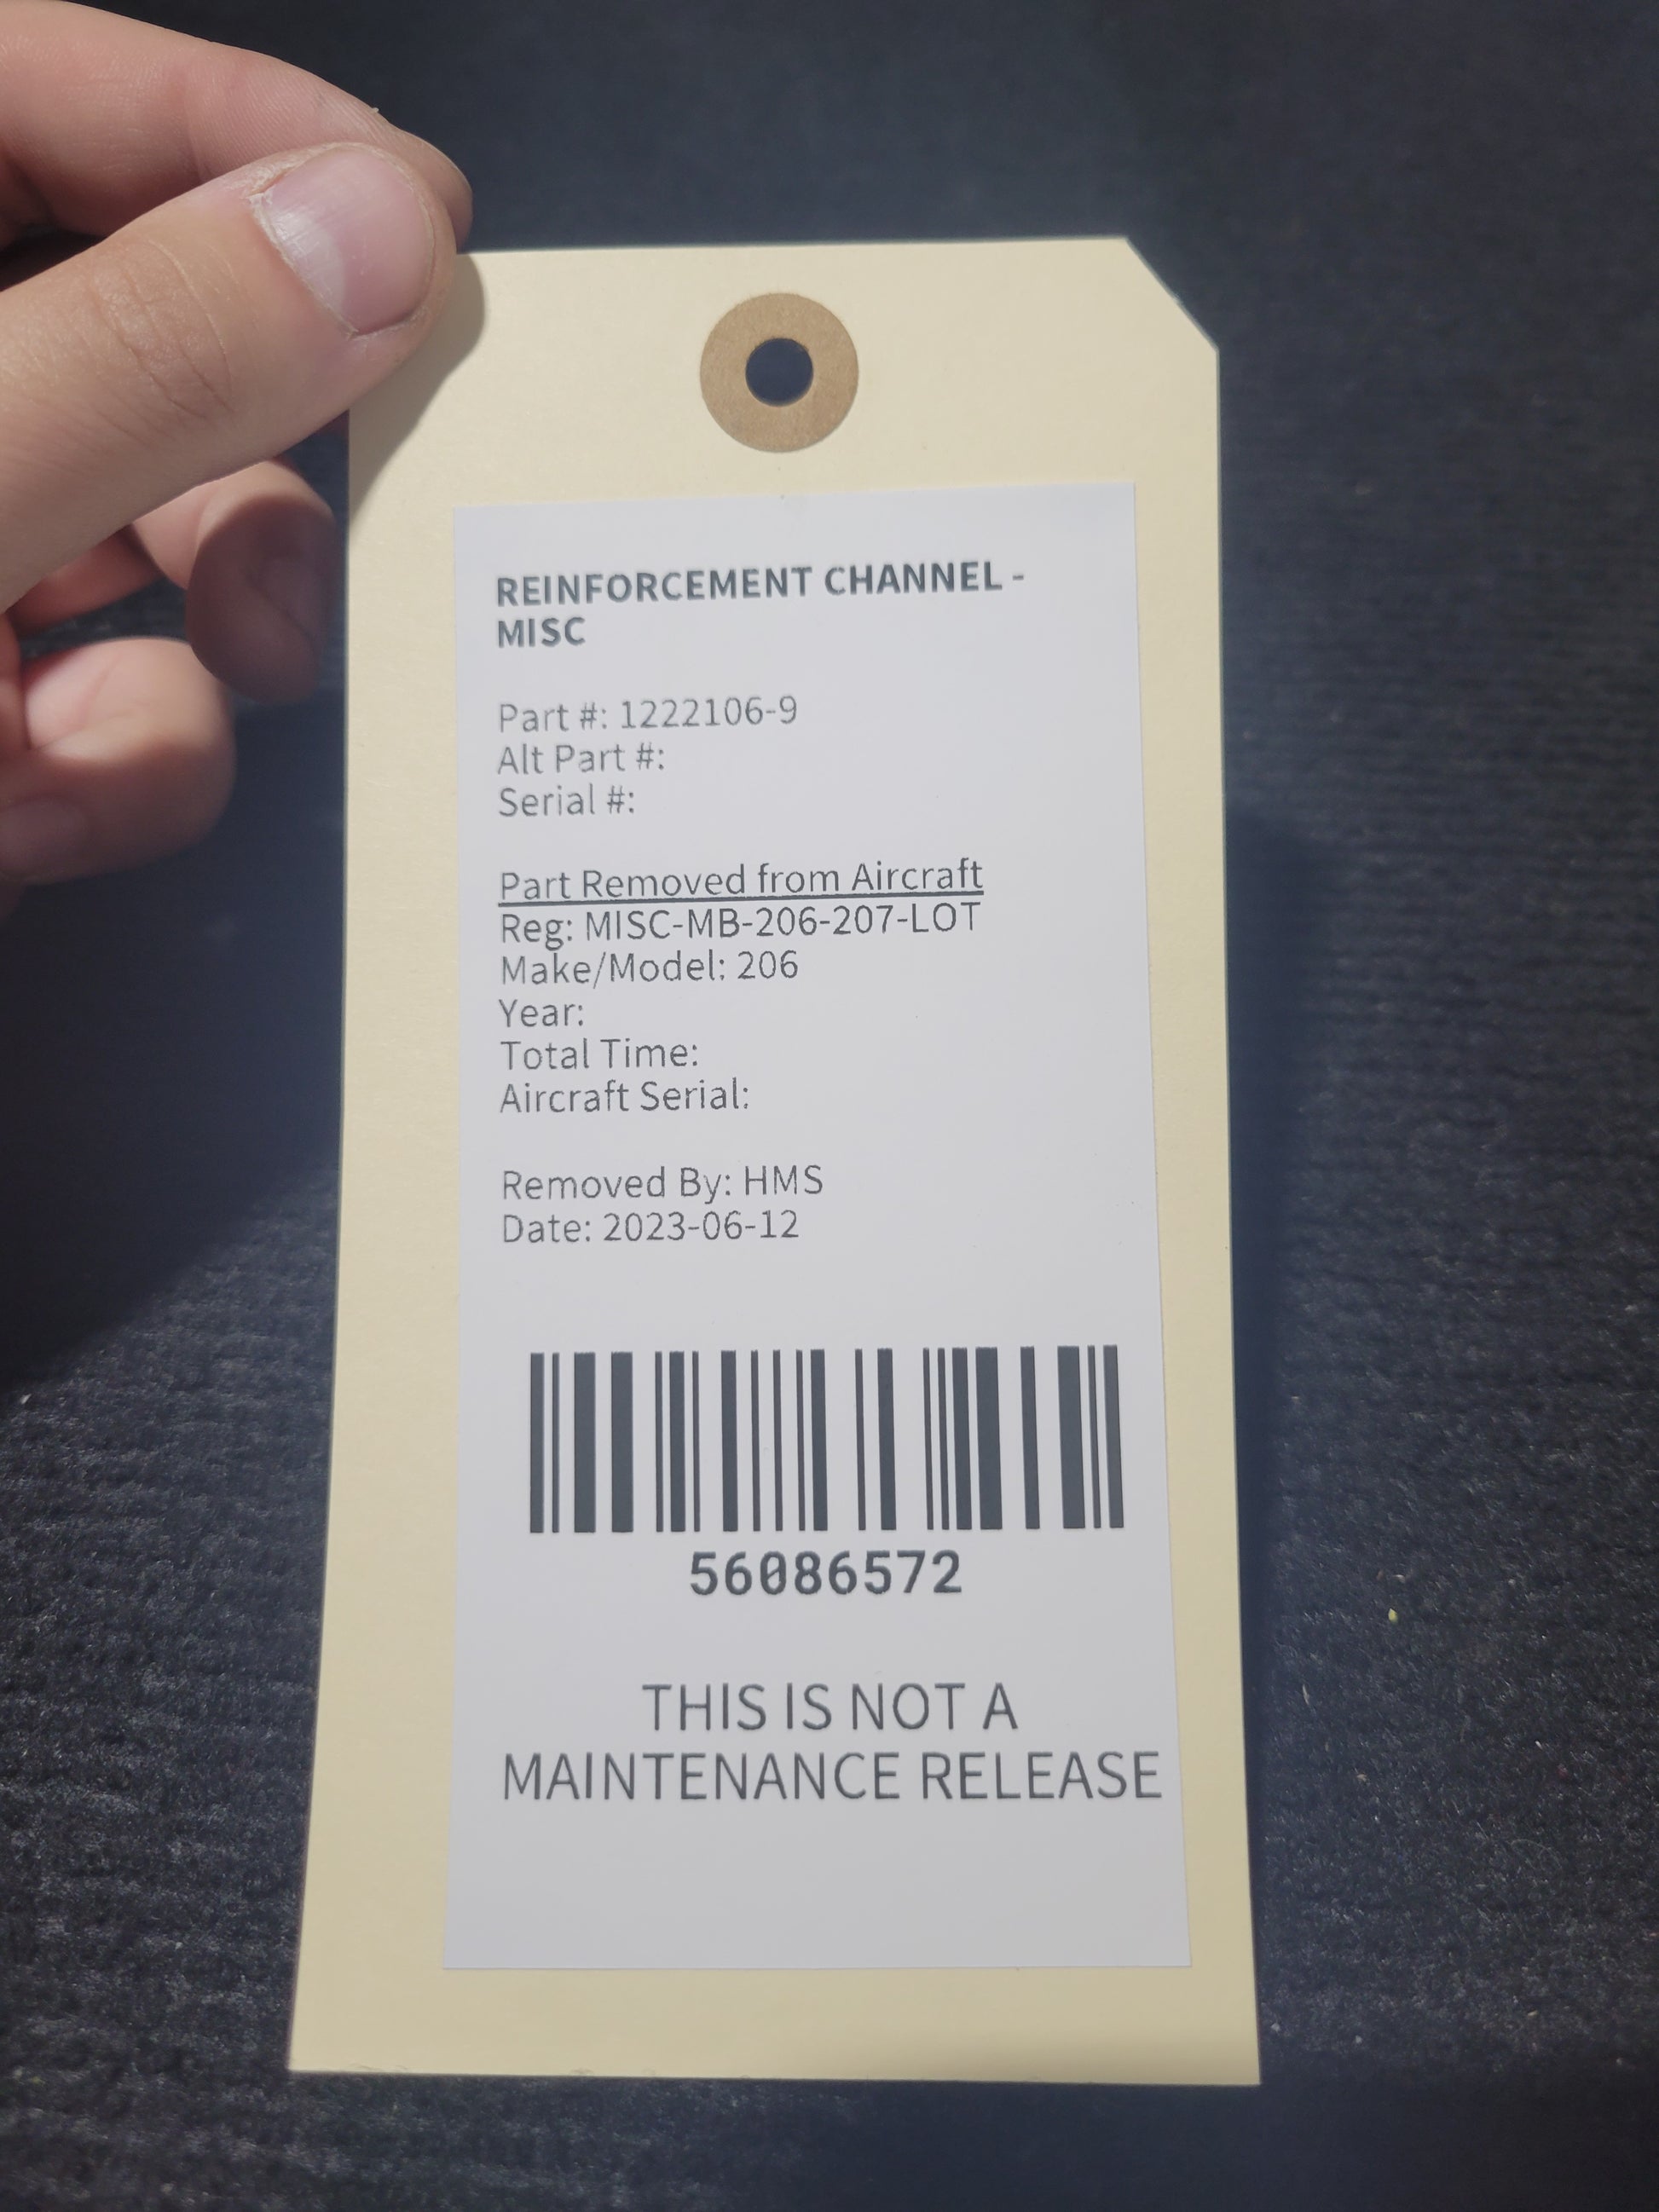 REINFORCEMENT CHANNEL -
MISC
Part #: 1222106-9
Alt Part #:
Serial #:
Part Removed from Aircraft
Reg: MISC-MB-206-207-LOT
Make/Model: 206
Year:
Total Time:
Aircraft Serial:
Removed By: HMS
Date: 2023-06-12
56086572
THIS IS NOT A
MAINTENANCE RELEASE